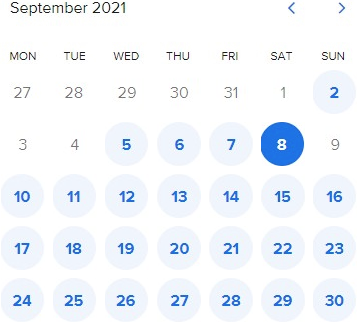 September 2021
MON TUE WED THU FRI SAT SUN
27 28 29 30 31 1 2
3 4 5 6 7 8 9
10 11 12 13 14 15 16
17 18 19 20 21 22 23
24 25 26 27 28 29 30